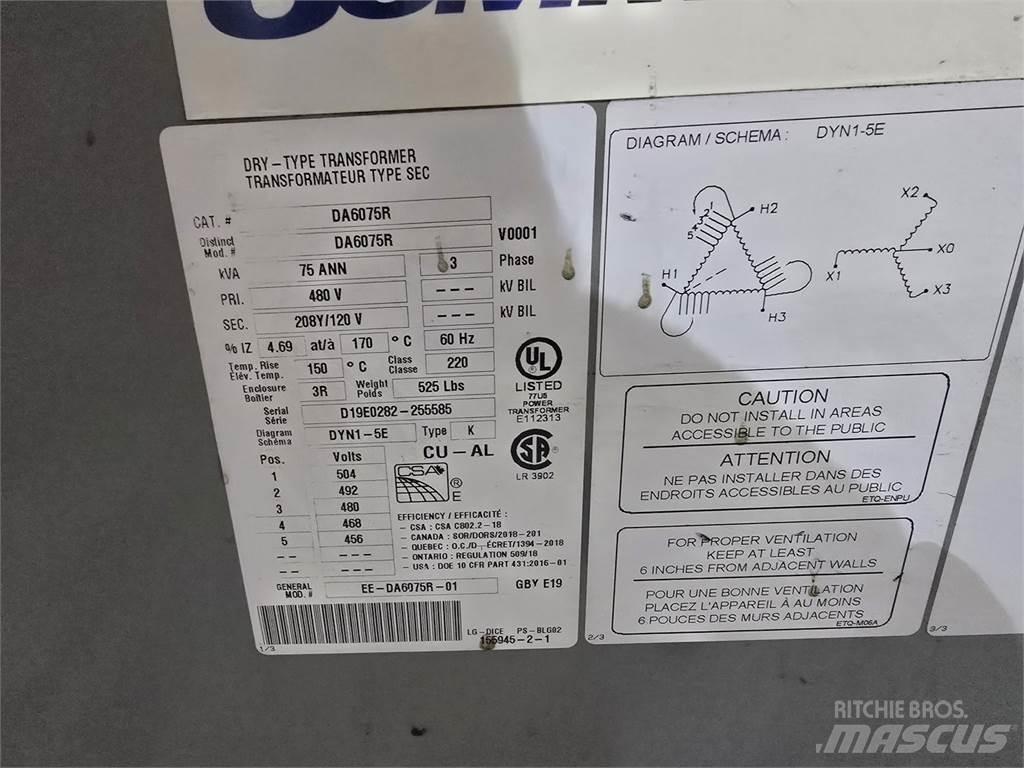 DRY-TYPE TRANSFORMER
TRANSFORMATEUR TYPE SEC
CAT. # DA6075R
Distinct Mod. # DA6075R V0001
kVA 75 ANN 3 Phase
PRI. 480 V --- kV BIL
SEC. 208Y/120 V --- kV BIL
% IZ 4.69 at/à 170 °C 60 Hz
Temp. Rise
Élév. Temp. 150 °C Class
Classe 220
Enclosure
Boîtier 3R Weight
Poids 525 Lbs
Serial
Série D19E0282-255585
Diagram
Schéma DYN1-5E Type K
Pos. Volts CU-AL
1 504
2 492
3 480
4 468
5 456
-- ---
-- ---
CSA ® E
EFFICIENCY / EFFICACITÉ :
- CSA : CSA C802.2-18
- CANADA : SOR/DORS/2018-201
- QUEBEC : O.C./D., ÉCRET/1394-2018
- ONTARIO : REGULATION 509/18
- USA : DOE 10 CFR PART 431:2016-01
GENERAL
MOD. # EE-DA6075R-01 GBY E19
LG-DICE PS-BLG02
155945-2-1
1/3
UL
LISTED
77U5
POWER
TRANSFORMER
E112313
LR 3902
DIAGRAM / SCHEMA : DYN1-5E
H1
H2
H3
1
2
5
X1
X2
X0
X3
CAUTION
DO NOT INSTALL IN AREAS
ACCESSIBLE TO THE PUBLIC
ATTENTION
NE PAS INSTALLER DANS DES
ENDROITS ACCESSIBLES AU PUBLIC
ETQ-ENPU
FOR PROPER VENTILATION
KEEP AT LEAST
6 INCHES FROM ADJACENT WALLS
POUR UNE BONNE VENTILATION
PLACEZ L'APPAREIL À AU MOINS
6 POUCES DES MURS ADJACENTS
ETQ-M06A
2/3
3/3
RITCHIE BROS.
MASCUS